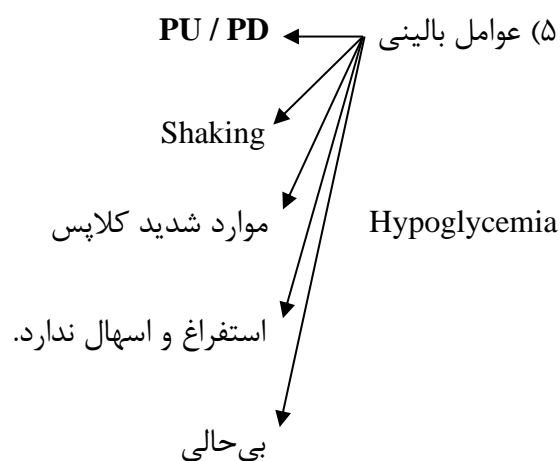 ۵) عوامل بالینی PU / PD
Shaking
موارد شدید کلاپس Hypoglycemia
استفراغ و اسهال ندارد.
بی‌حالی